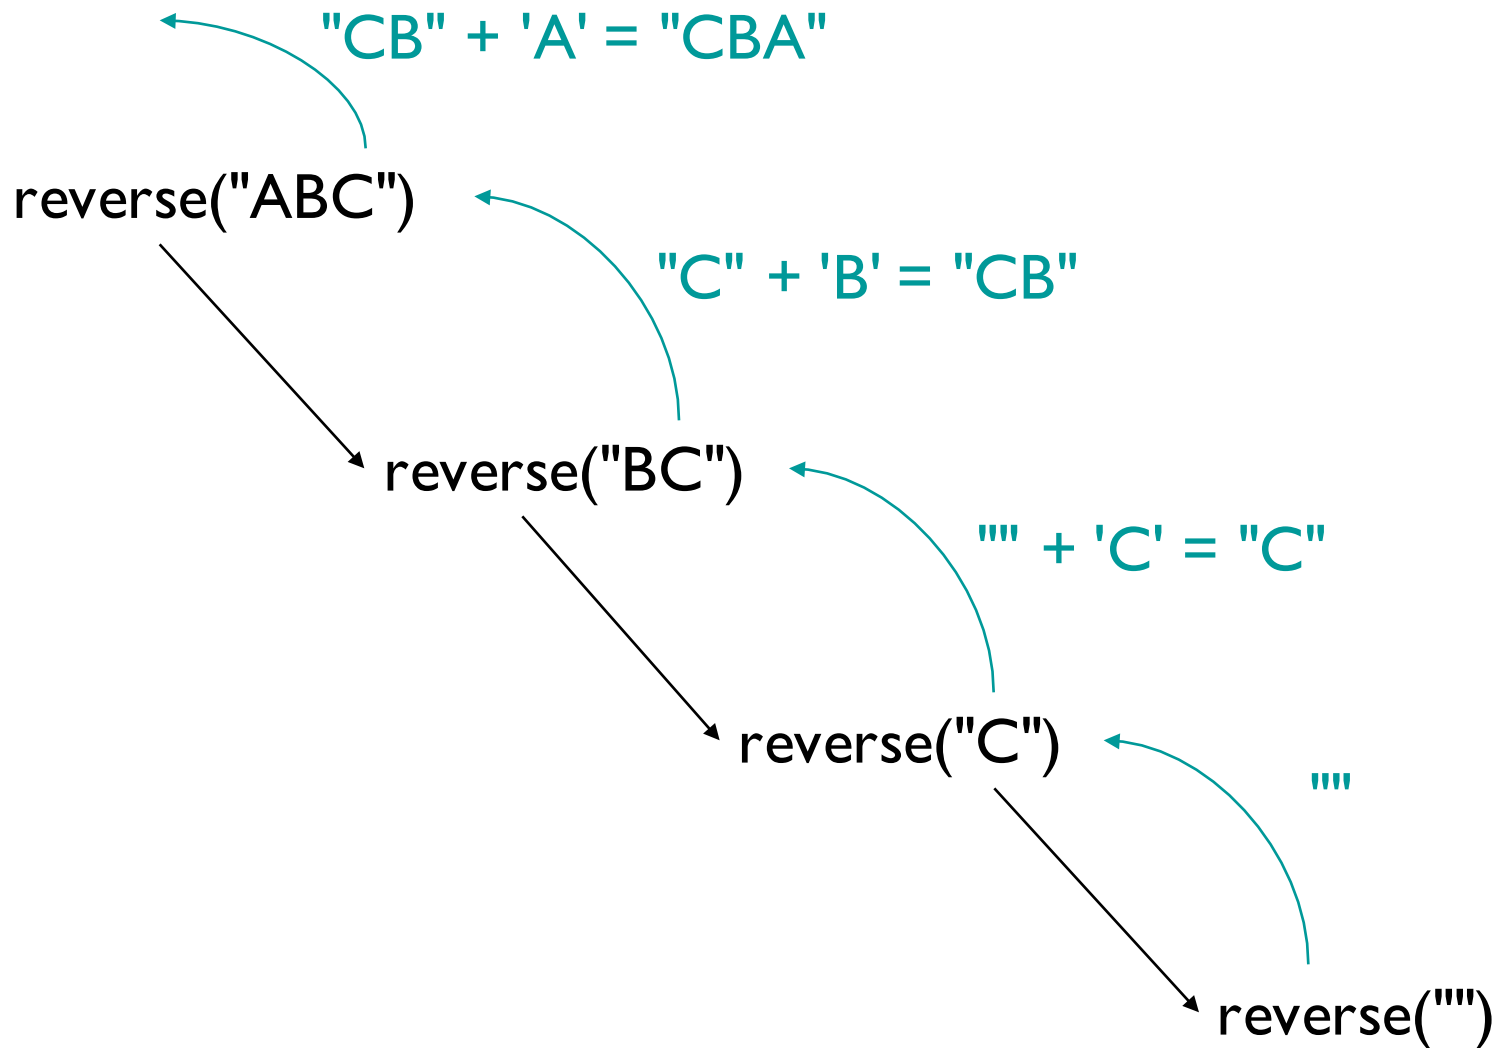 "CB" + 'A' = "CBA"
reverse("ABC")
"C" + 'B' = "CB"
reverse("BC")
"" + 'C' = "C"
reverse("C")
""
reverse("")